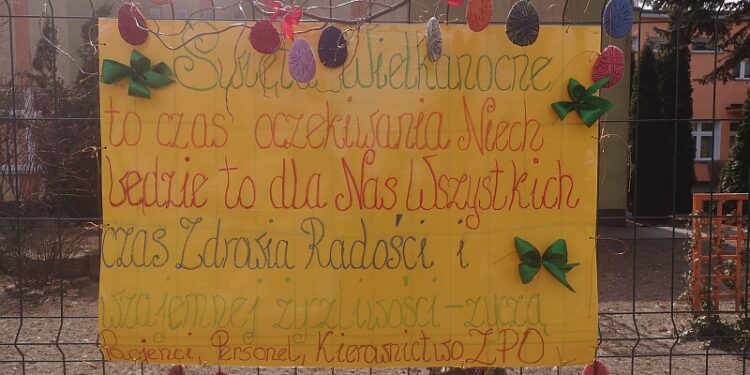 Święta Wielkanocne
to czas oczekiwania Niech
będzie to dla Nas Wszystkich
czas Zdrowia Radości i
wzajemnej życzliwości - życzą
Pacjenci, Personel, Kierownictwo ZPO